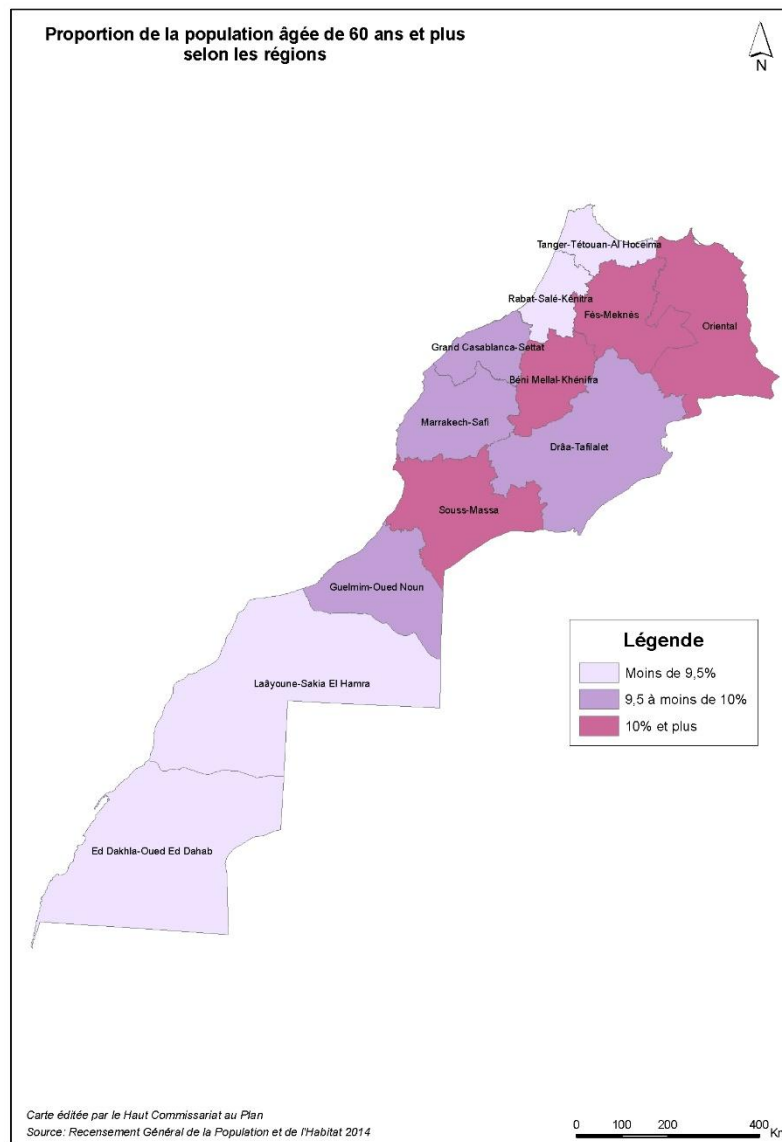 Proportion de la population âgée de 60 ans et plus
selon les régions
N
Tanger-Tétouan-Al Hoceima
Rabat-Salé-Kénitra
Fès-Meknés
Oriental
Grand Casablanca-Settat
Béni Mellal-Khénifra
Marrakech-Safi
Drâa-Tafilalet
Souss-Massa
Guelmim-Oued Noun
Légende
Moins de 9,5%
9,5 à moins de 10%
10% et plus
Laâyoune-Sakia El Hamra
Ed Dakhla-Oued Ed Dahab
Carte éditée par le Haut Commissariat au Plan
Source: Recensement Général de la Population et de l'Habitat 2014
0 100 200 400